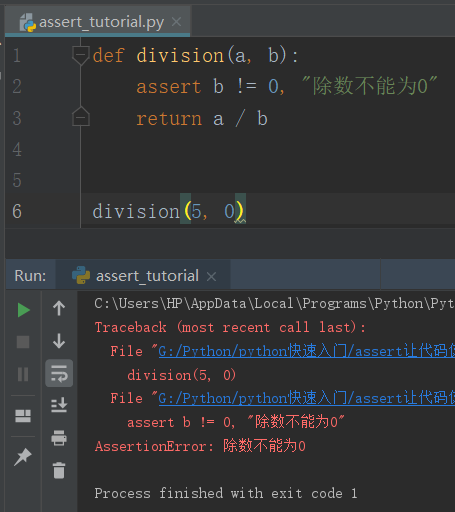 assert_tutorial.py
1 def division(a, b):
2 assert b != 0, "除数不能为0"
3 return a / b
4
5
6 division(5, 0)
Run: assert_tutorial
C:\Users\HP\AppData\Local\Programs\Python\Pyt
Traceback (most recent call last):
File "G:/Python/python快速入门/assert让代码
division(5, 0)
File "G:/Python/python快速入门/assert让代码
assert b != 0, "除数不能为0"
AssertionError: 除数不能为0
Process finished with exit code 1